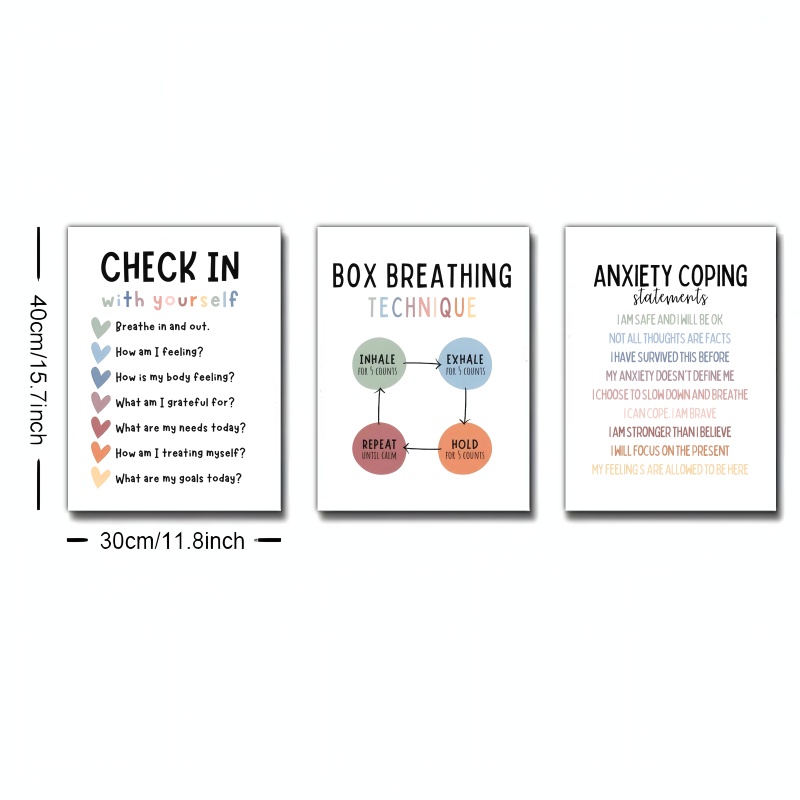 40cm/15.7inch
30cm/11.8inch
CHECK IN
with yourself
Breathe in and out.
How am I feeling?
How is my body feeling?
What am I grateful for?
What are my needs today?
How am I treating myself?
What are my goals today?
BOX BREATHING
TECHNIQUE
INHALE
FOR 5 COUNTS
EXHALE
FOR 5 COUNTS
REPEAT
UNTIL CALM
HOLD
FOR 5 COUNTS
ANXIETY COPING
statements
I AM SAFE AND I WILL BE OK
NOT ALL THOUGHTS ARE FACTS
I HAVE SURVIVED THIS BEFORE
MY ANXIETY DOESN'T DEFINE ME
I CHOOSE TO SLOW DOWN AND BREATHE
I CAN COPE. I AM BRAVE
I AM STRONGER THAN I BELIEVE
I WILL FOCUS ON THE PRESENT
MY FEELING S ARE ALLOWED TO BE HERE